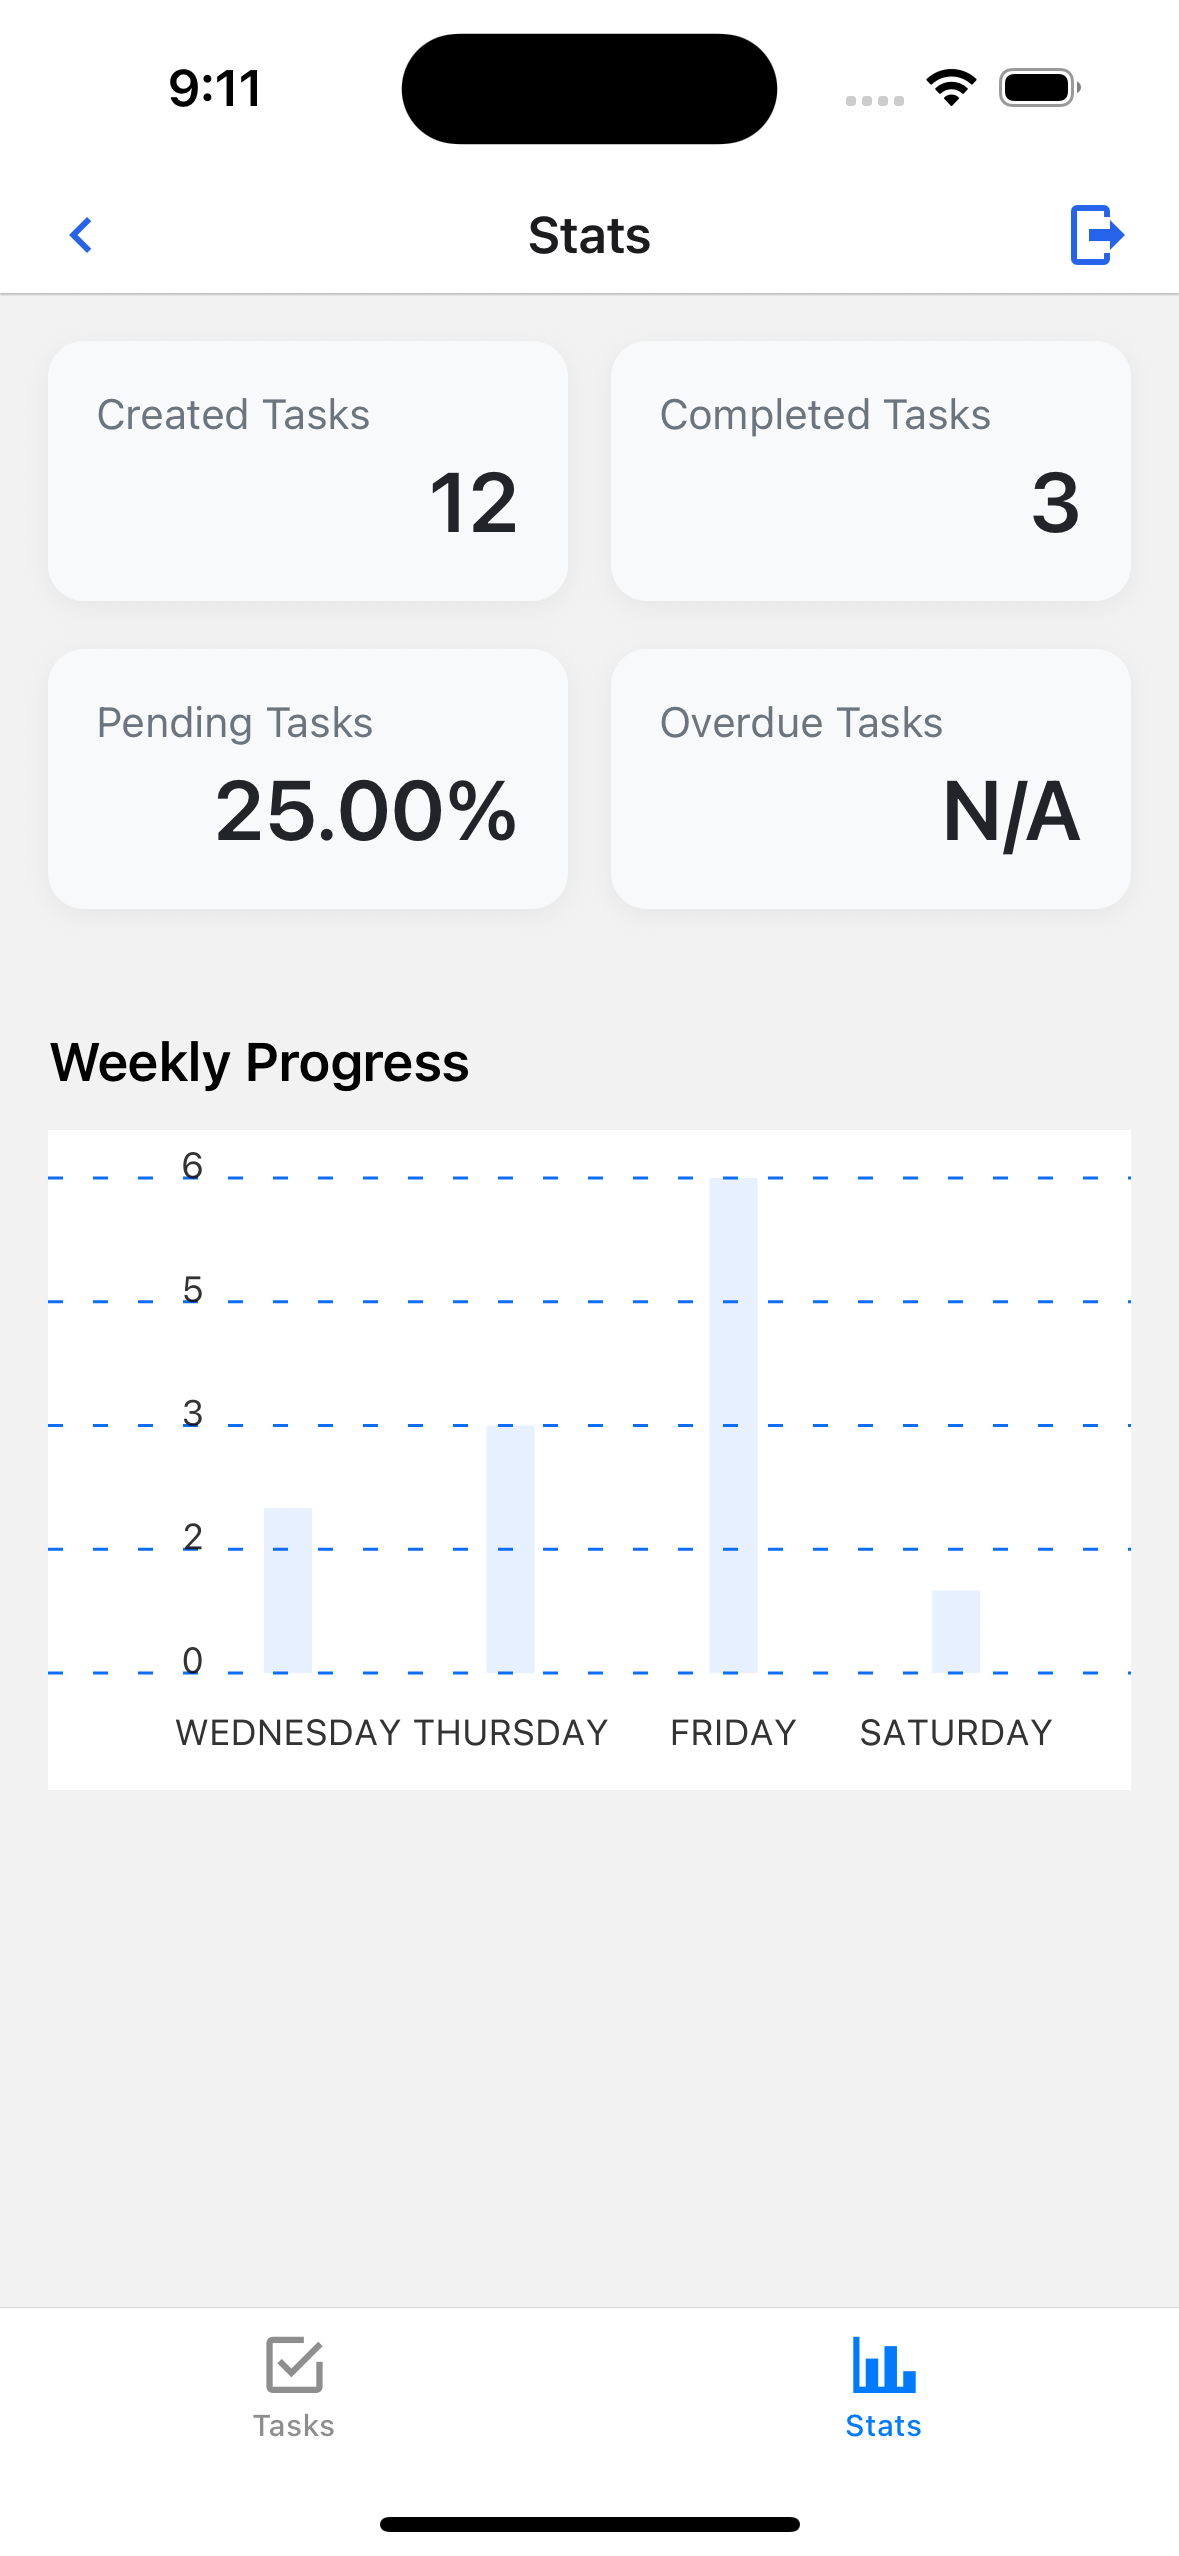 9:11
Stats
Created Tasks
12
Completed Tasks
3
Pending Tasks
25.00%
Overdue Tasks
N/A
Weekly Progress
6
5
3
2
0
WEDNESDAY THURSDAY FRIDAY SATURDAY
Tasks
Stats